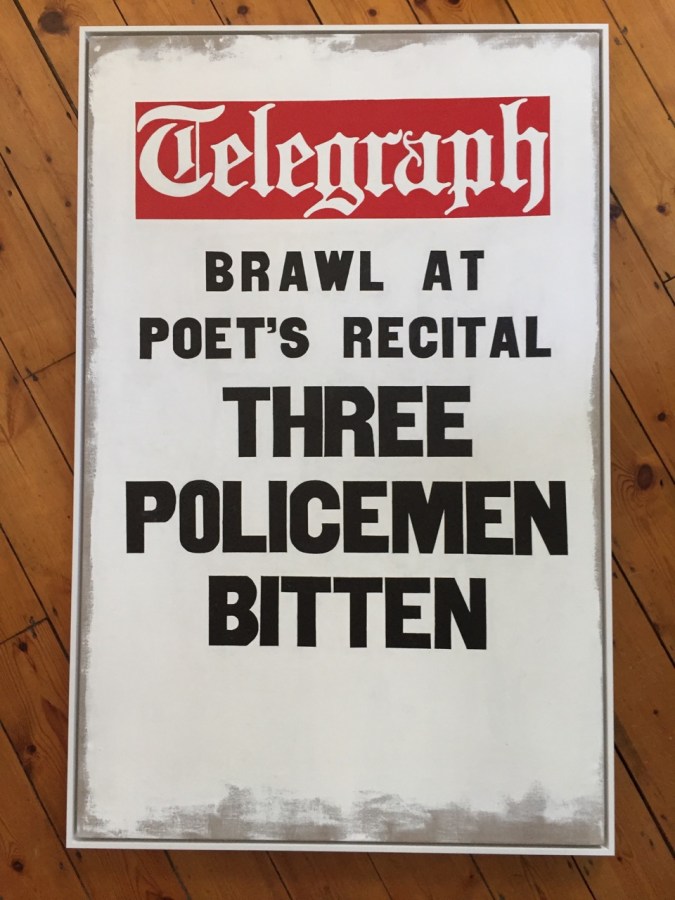 Telegraph
BRAWL AT
POET'S RECITAL
THREE
POLICEMEN
BITTEN